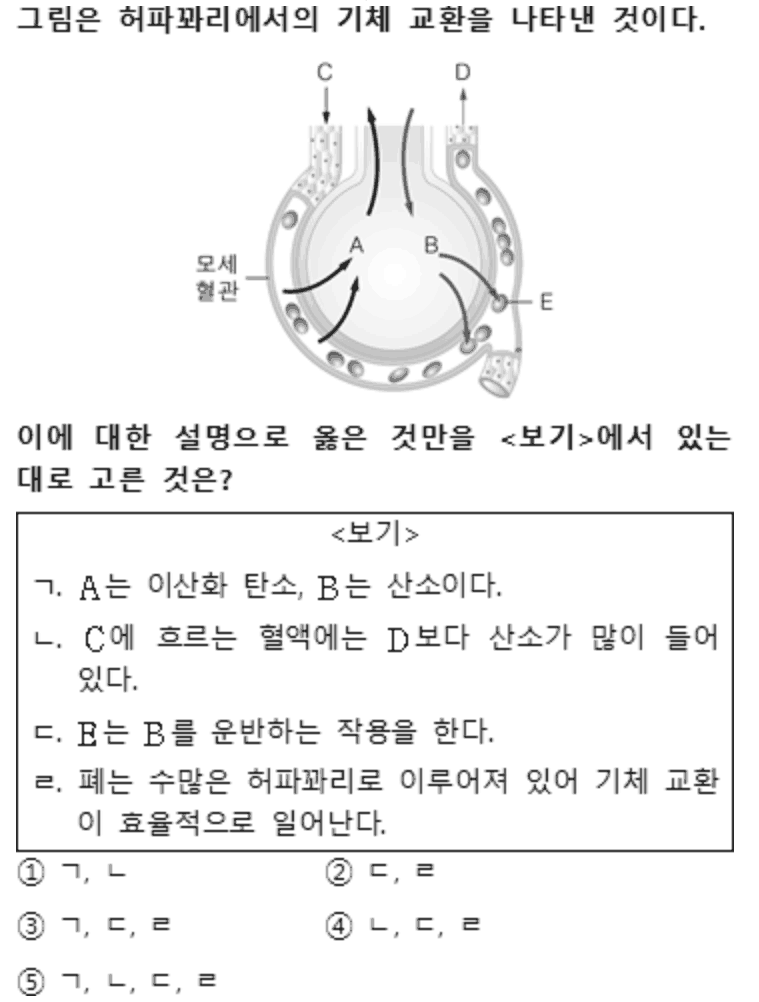 그림은 허파꽈리에서의 기체 교환을 나타낸 것이다.
C
D
A
B
모세
혈관
E
이에 대한 설명으로 옳은 것만을 <보기>에서 있는
대로 고른 것은?
<보기>
ㄱ. A는 이산화 탄소, B는 산소이다.
ㄴ. C에 흐르는 혈액에는 D보다 산소가 많이 들어
있다.
ㄷ. E는 B를 운반하는 작용을 한다.
ㄹ. 폐는 수많은 허파꽈리로 이루어져 있어 기체 교환
이 효율적으로 일어난다.
① ㄱ, ㄴ
② ㄷ, ㄹ
③ ㄱ, ㄷ, ㄹ
④ ㄴ, ㄷ, ㄹ
⑤ ㄱ, ㄴ, ㄷ, ㄹ